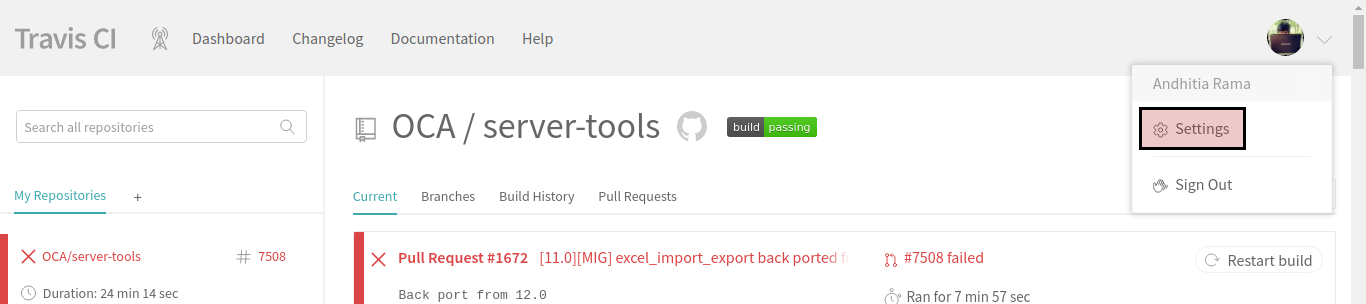 Travis CI
Dashboard Changelog Documentation Help
Andhitia Rama
Settings
Sign Out
Search all repositories
My Repositories +
OCA/server-tools # 7508
Duration: 24 min 14 sec
OCA / server-tools build passing
Current Branches Build History Pull Requests
Pull Request #1672 [11.0][MIG] excel_import_export back ported f
#7508 failed
Restart build
Back port from 12.0
Ran for 7 min 57 sec